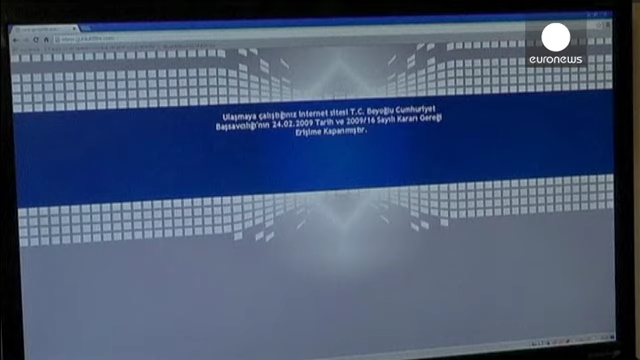 euronews
Ulaşmaya çalıştığınız internet sitesi T.C. Beyoğlu Cumhuriyet
Başsavcılığı'nın 24.02.2009 Tarih ve 2009/16 Sayılı Kararı Gereği
Erişime Kapanmıştır.